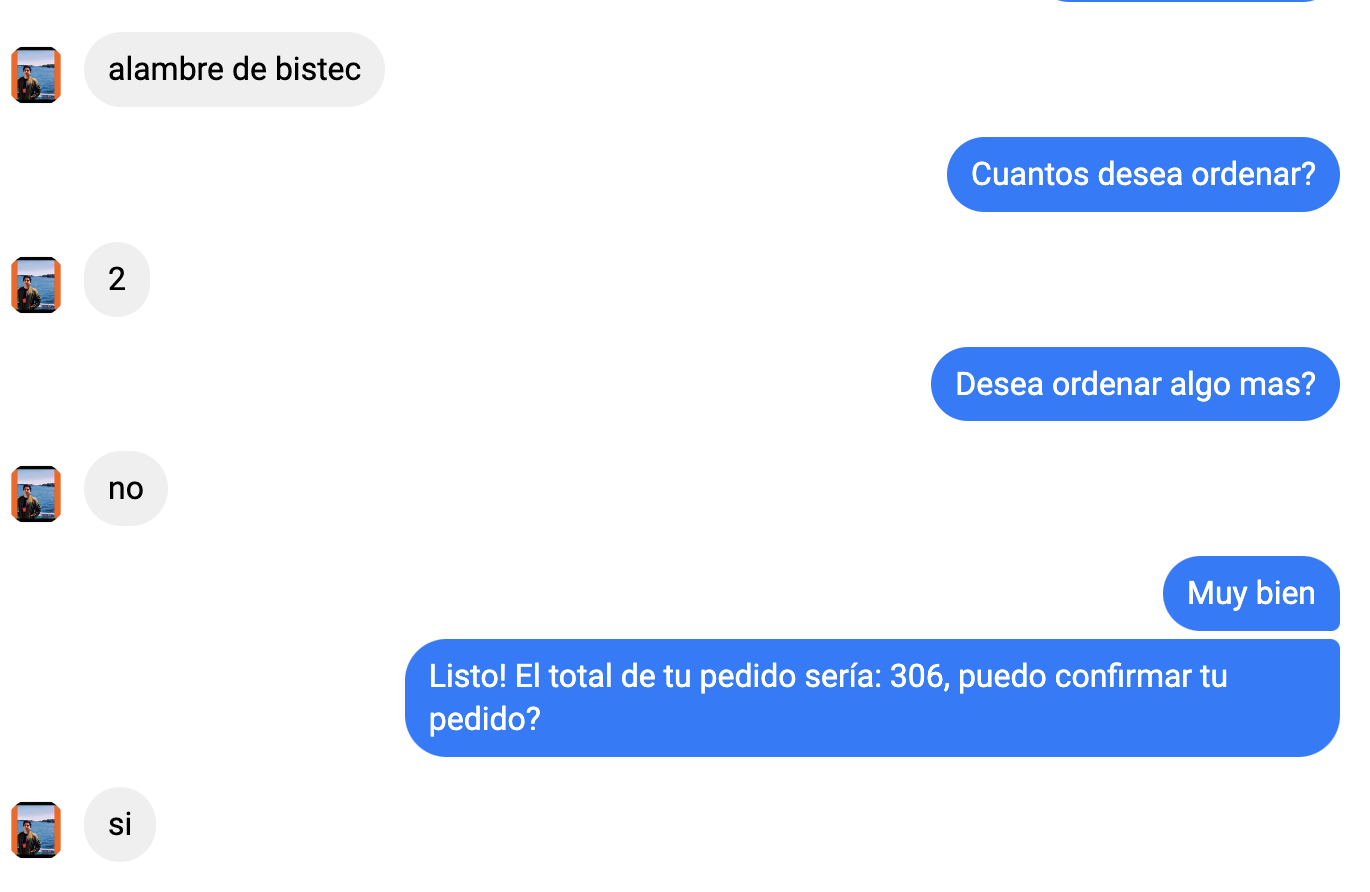 alambre de bistec
Cuantos desea ordenar?
2
Desea ordenar algo mas?
no
Muy bien
Listo! El total de tu pedido sería: 306, puedo confirmar tu
pedido?
si